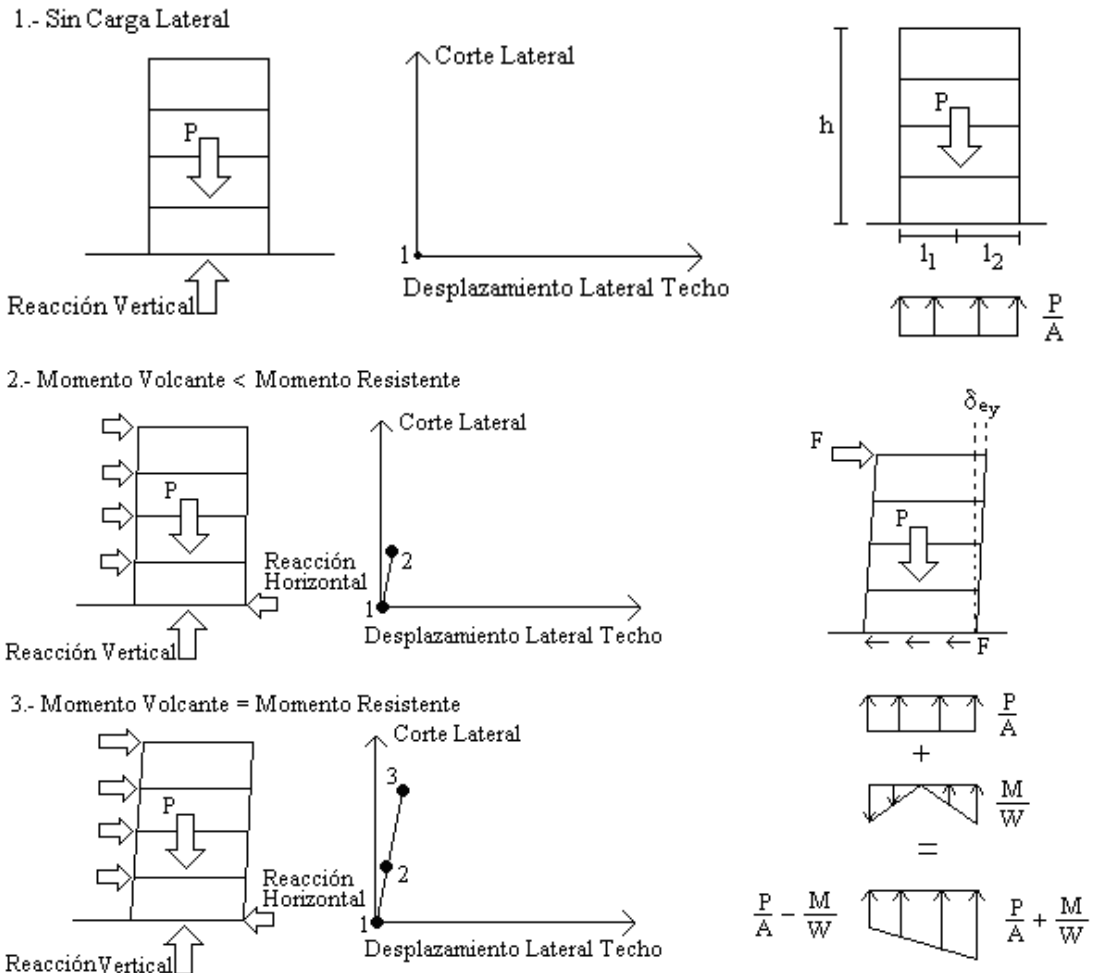 1.- Sin Carga Lateral
P
Reacción Vertical
Corte Lateral
1
Desplazamiento Lateral Techo
h
P
l1 l2
P/A
2.- Momento Volcante < Momento Resistente
P
Reacción Horizontal
Reacción Vertical
Corte Lateral
2
1
Desplazamiento Lateral Techo
δey
F
P
F
3.- Momento Volcante = Momento Resistente
P
Reacción Horizontal
Reacción Vertical
Corte Lateral
3
2
1
Desplazamiento Lateral Techo
P/A
+
M/W
=
P/A - M/W
P/A + M/W